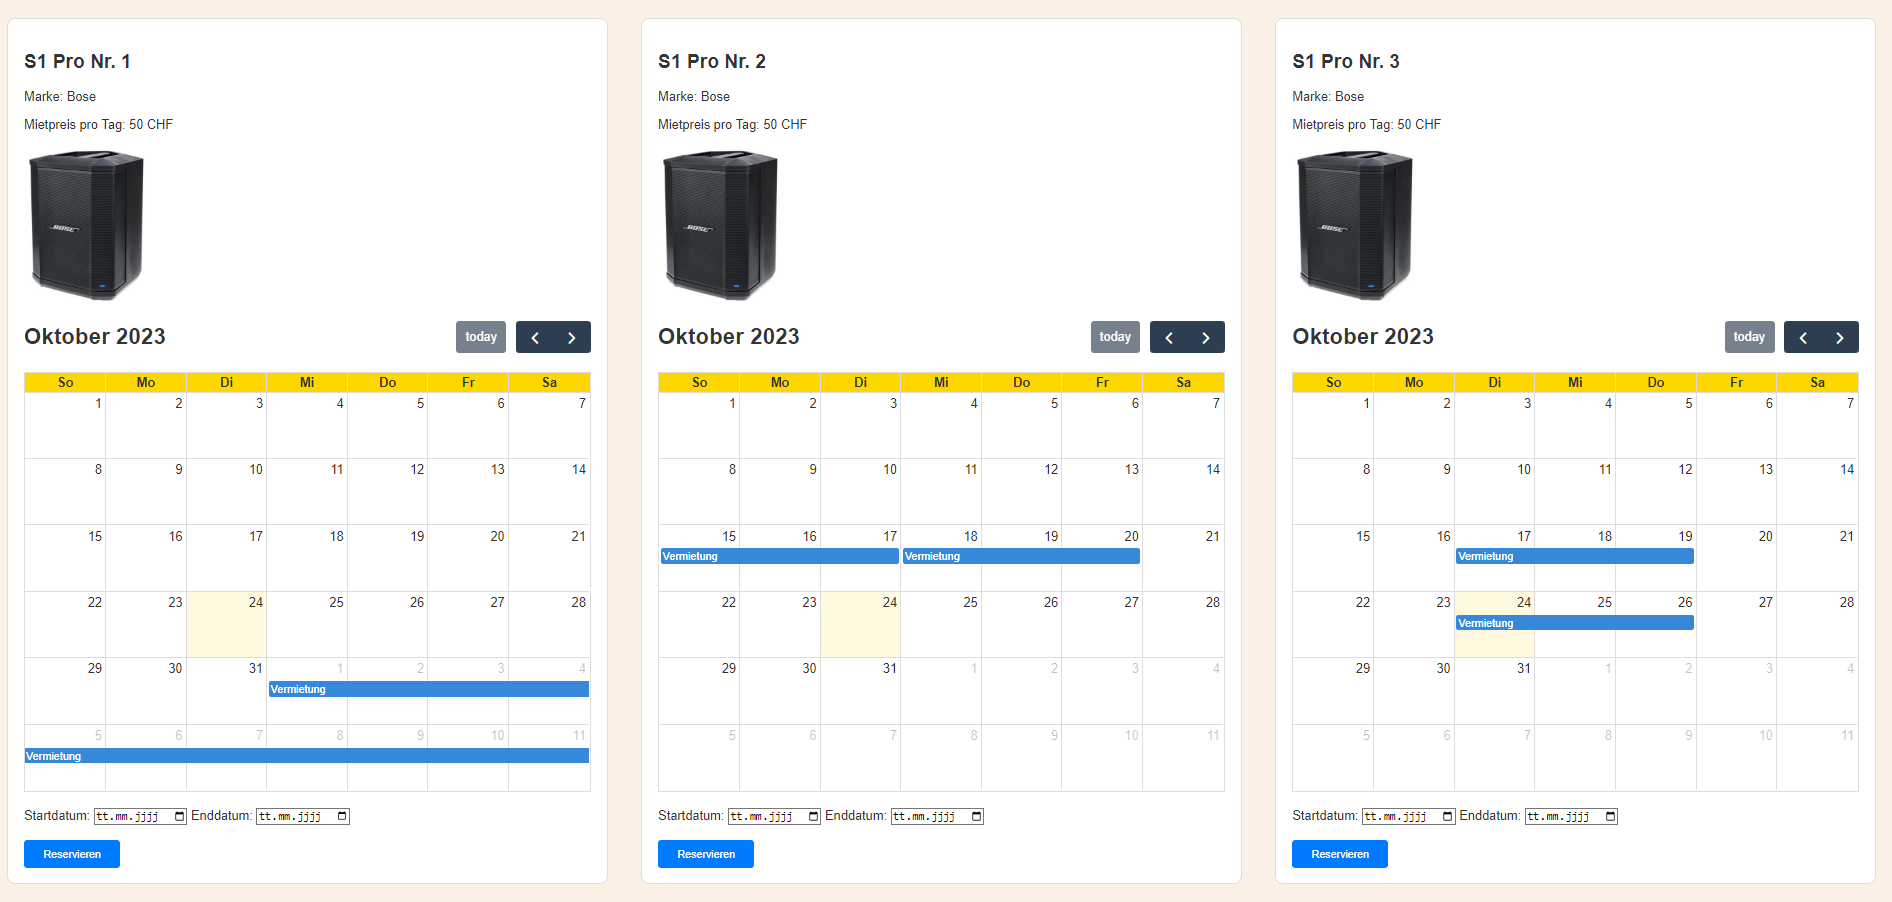 S1 Pro Nr. 1
Marke: Bose
Mietpreis pro Tag: 50 CHF
BOSE
Oktober 2023
today
So Mo Di Mi Do Fr Sa
1 2 3 4 5 6 7
8 9 10 11 12 13 14
15 16 17 18 19 20 21
22 23 24 25 26 27 28
29 30 31 1 2 3 4
Vermietung
5 6 7 8 9 10 11
Vermietung
Startdatum: tt.mm.jjjj Enddatum: tt.mm.jjjj
Reservieren
S1 Pro Nr. 2
Marke: Bose
Mietpreis pro Tag: 50 CHF
BOSE
Oktober 2023
today
So Mo Di Mi Do Fr Sa
1 2 3 4 5 6 7
8 9 10 11 12 13 14
15 16 17 18 19 20 21
Vermietung Vermietung
22 23 24 25 26 27 28
29 30 31 1 2 3 4
5 6 7 8 9 10 11
Startdatum: tt.mm.jjjj Enddatum: tt.mm.jjjj
Reservieren
S1 Pro Nr. 3
Marke: Bose
Mietpreis pro Tag: 50 CHF
BOSE
Oktober 2023
today
So Mo Di Mi Do Fr Sa
1 2 3 4 5 6 7
8 9 10 11 12 13 14
15 16 17 18 19 20 21
Vermietung
22 23 24 25 26 27 28
Vermietung
29 30 31 1 2 3 4
5 6 7 8 9 10 11
Startdatum: tt.mm.jjjj Enddatum: tt.mm.jjjj
Reservieren